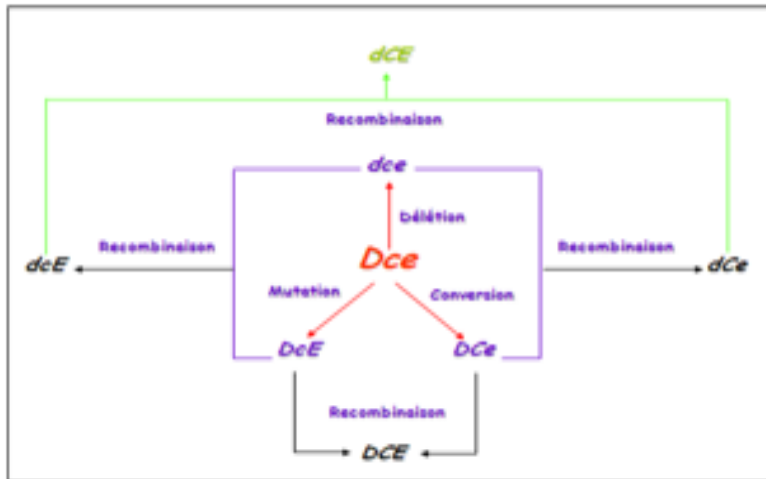 dCE
Recombinaison
dce
Délétion
Recombinaison
Recombinaison
dcE
Dce
dCe
Mutation
Conversion
DcE
DCe
Recombinaison
DCE